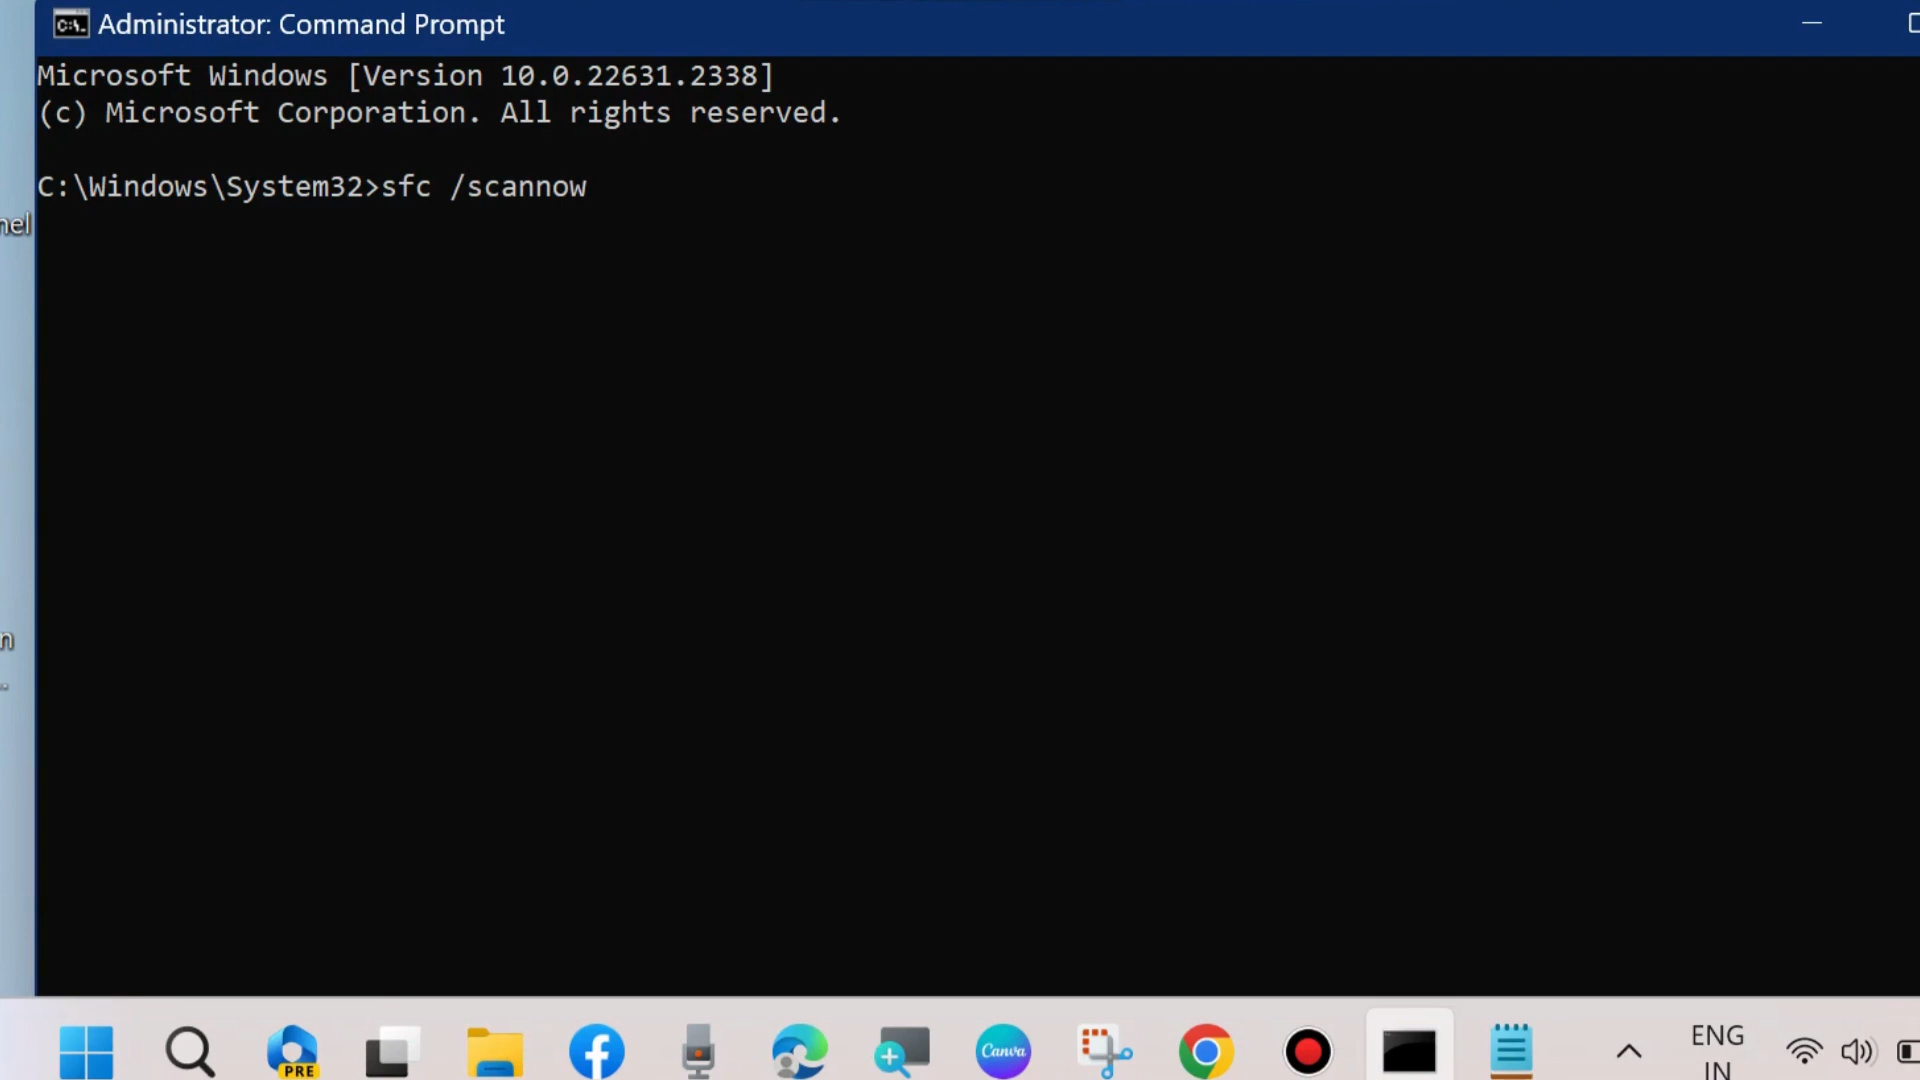 Administrator: Command Prompt
Microsoft Windows [Version 10.0.22631.2338]
(c) Microsoft Corporation. All rights reserved.
C:\Windows\System32>sfc /scannow
nel
n
..
PRE
Canva
ENG
IN